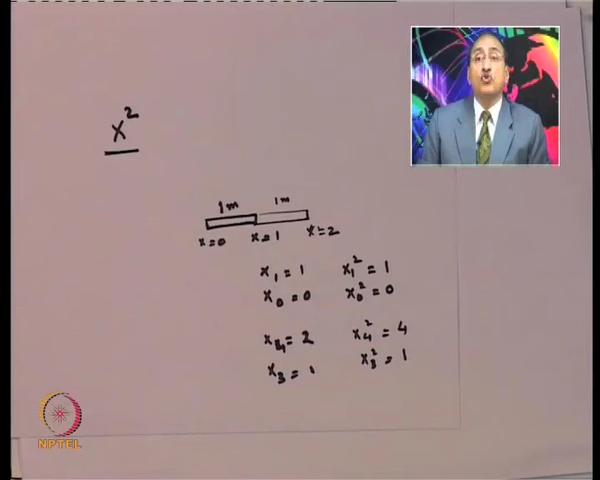 x²
1m 1m
x=0 x=1 x=2
x₁ = 1 x₁² = 1
x₀ = 0 x₀² = 0
x₄ = 2 x₄² = 4
x₃ = 1 x₃² = 1
NPTEL